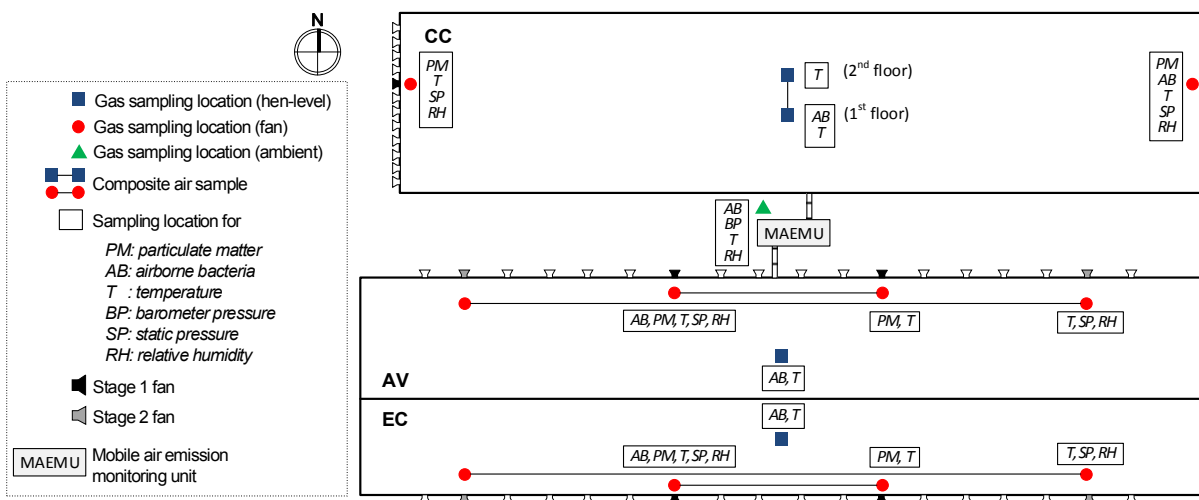 N
Gas sampling location (hen-level)
Gas sampling location (fan)
Gas sampling location (ambient)
Composite air sample
Sampling location for
PM: particulate matter
AB: airborne bacteria
T : temperature
BP: barometer pressure
SP: static pressure
RH: relative humidity
Stage 1 fan
Stage 2 fan
MAEMU
Mobile air emission
monitoring unit
CC
PM
T
SP
RH
T
(2nd floor)
AB
T
(1st floor)
PM
AB
T
SP
RH
AB
BP
T
RH
MAEMU
AB, PM, T, SP, RH
PM, T
T, SP, RH
AV
AB, T
EC
AB, T
AB, PM, T, SP, RH
PM, T
T, SP, RH